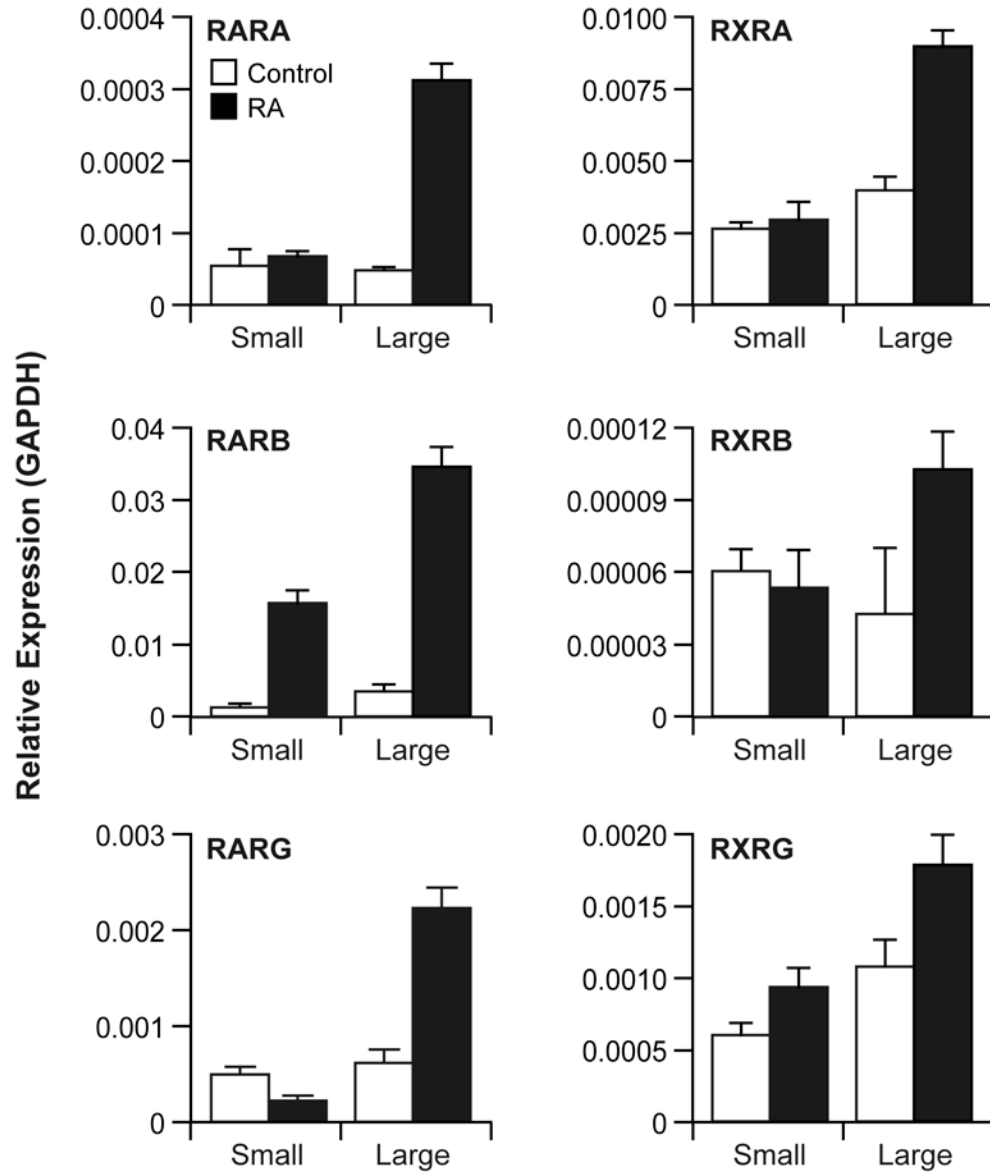 Relative Expression (GAPDH)
RARA
Control
RA
0.0004
0.0003
0.0002
0.0001
0
Small Large
RXRA
0.0100
0.0075
0.0050
0.0025
0
Small Large
RARB
0.04
0.03
0.02
0.01
0
Small Large
RXRB
0.00012
0.00009
0.00006
0.00003
0
Small Large
RARG
0.003
0.002
0.001
0
Small Large
RXRG
0.0020
0.0015
0.0010
0.0005
0
Small Large